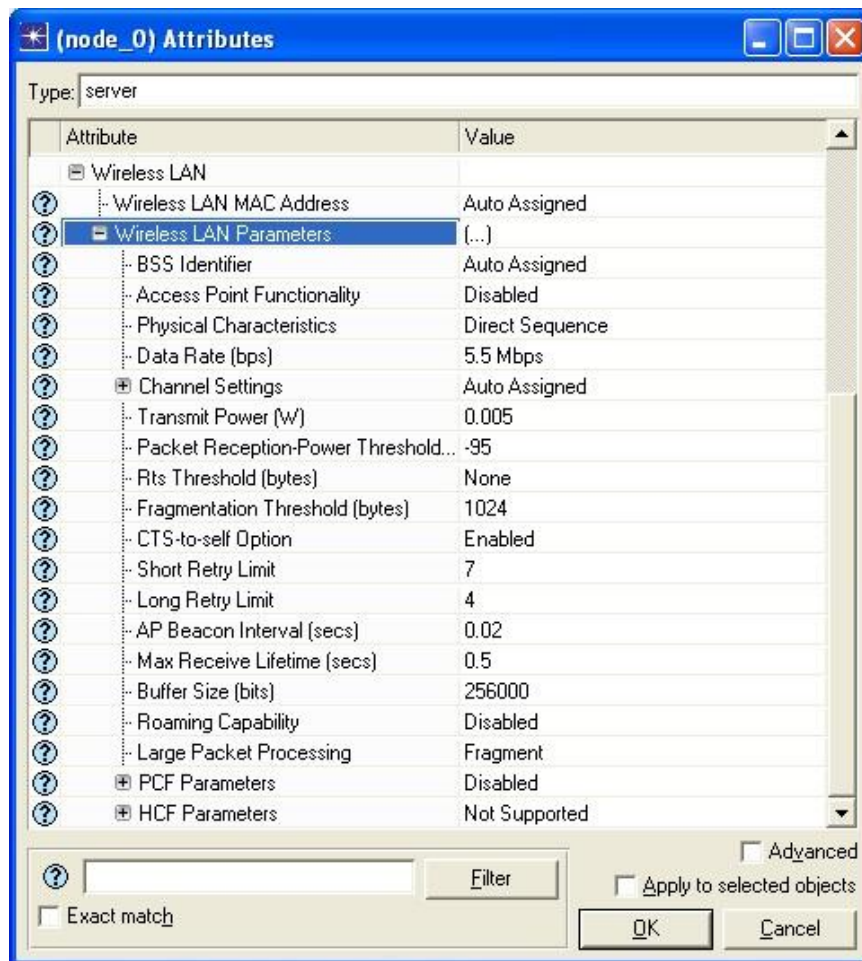 (node_0) Attributes
Type: server
Attribute Value
Wireless LAN
Wireless LAN MAC Address Auto Assigned
Wireless LAN Parameters (...)
BSS Identifier Auto Assigned
Access Point Functionality Disabled
Physical Characteristics Direct Sequence
Data Rate (bps) 5.5 Mbps
Channel Settings Auto Assigned
Transmit Power (W) 0.005
Packet Reception-Power Threshold... -95
Rts Threshold (bytes) None
Fragmentation Threshold (bytes) 1024
CTS-to-self Option Enabled
Short Retry Limit 7
Long Retry Limit 4
AP Beacon Interval (secs) 0.02
Max Receive Lifetime (secs) 0.5
Buffer Size (bits) 256000
Roaming Capability Disabled
Large Packet Processing Fragment
PCF Parameters Disabled
HCF Parameters Not Supported
Advanced
Filter
Apply to selected objects
Exact match
OK
Cancel